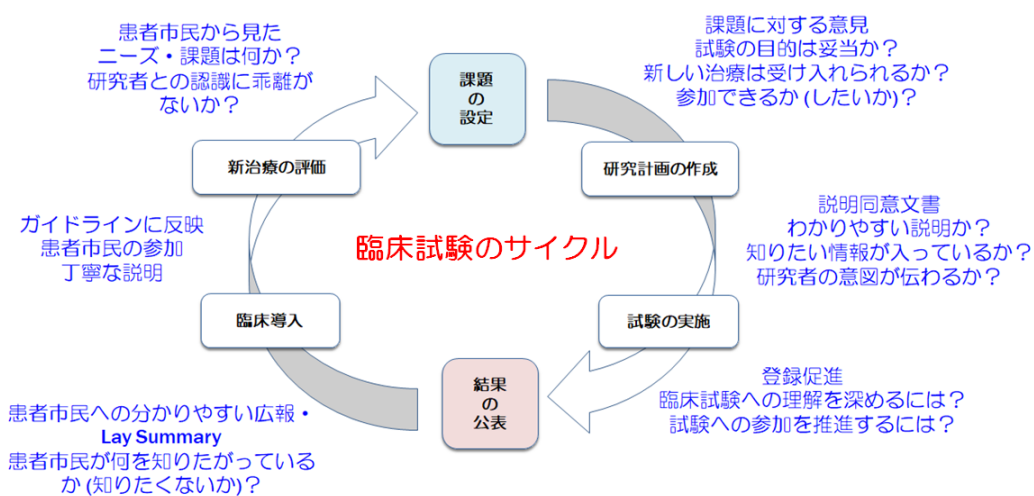 患者市民から見た
ニーズ・課題は何か？
研究者との認識に乖離が
ないか？
課題
の
設定
課題に対する意見
試験の目的は妥当か？
新しい治療は受け入れられるか？
参加できるか (したいか)？
新治療の評価
研究計画の作成
ガイドラインに反映
患者市民の参加
丁寧な説明
臨床試験のサイクル
説明同意文書
わかりやすい説明か？
知りたい情報が入っているか？
研究者の意図が伝わるか？
臨床導入
試験の実施
結果
の
公表
登録促進
臨床試験への理解を深めるには？
試験への参加を推進するには？
患者市民への分かりやすい広報・
Lay Summary
患者市民が何を知りたがっている
か (知りたくないか)？